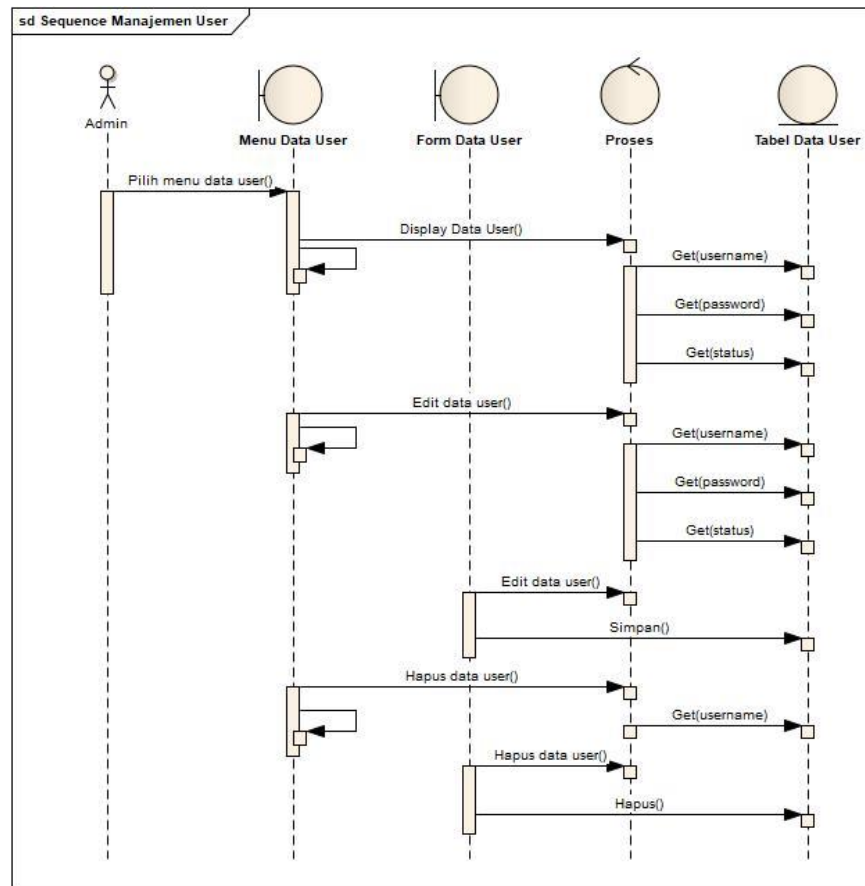 sd Sequence Manajemen User
Admin
Menu Data User
Form Data User
Proses
Tabel Data User
Pilih menu data user()
Display Data User()
Get(username)
Get(password)
Get(status)
Edit data user()
Get(username)
Get(password)
Get(status)
Edit data user()
Simpan()
Hapus data user()
Get(username)
Hapus data user()
Hapus()